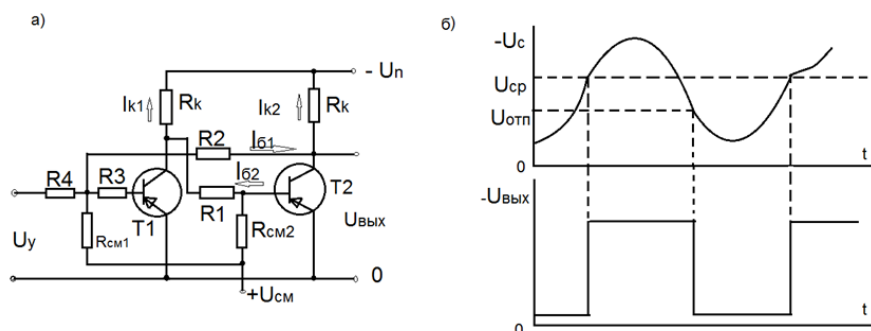 а)
- Uп
Iк1
Rк
Iк2
Rк
R2
Iб1
Iб2
R4
R3
T1
R1
T2
Uу
Rсм1
Rсм2
Uвых
0
+Uсм
б)
-Uс
Uср
Uотп
0
t
-Uвых
0
t